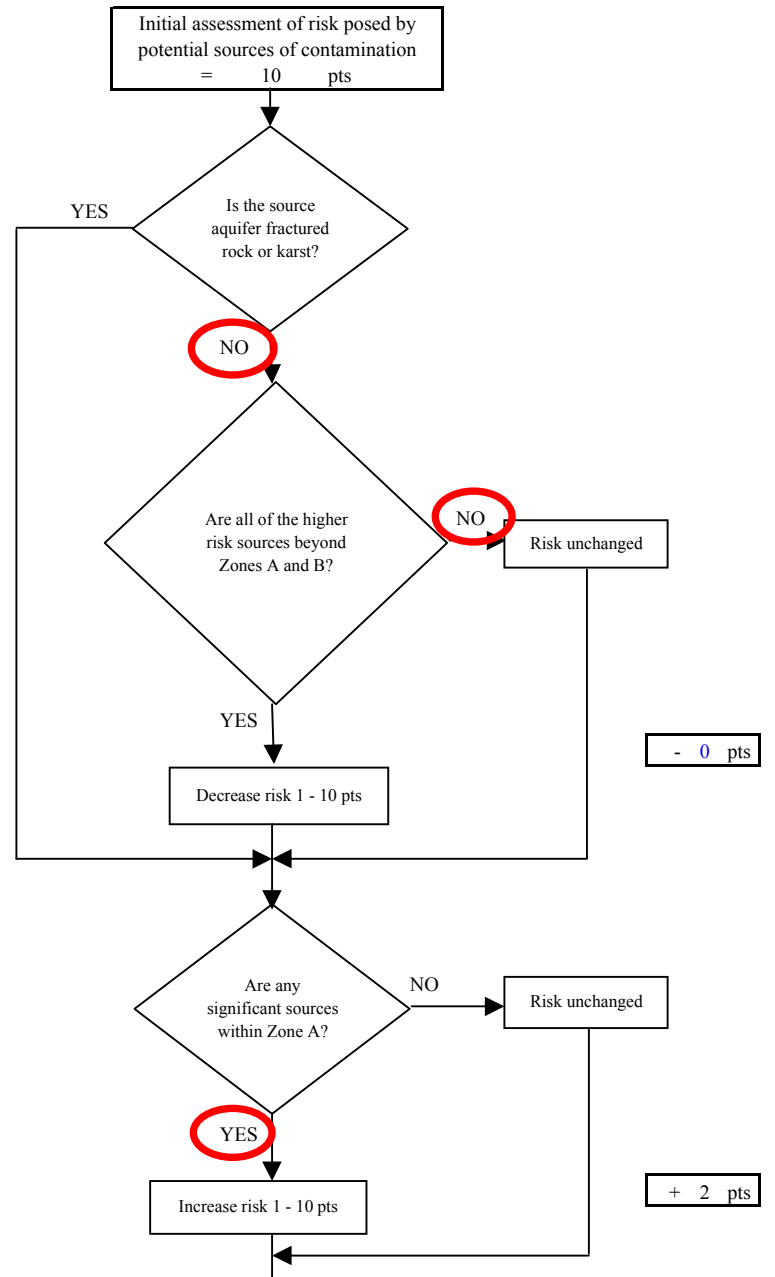 Initial assessment of risk posed by
potential sources of contamination
= 10 pts
YES
Is the source
aquifer fractured
rock or karst?
NO
Are all of the higher
risk sources beyond
Zones A and B?
NO
Risk unchanged
YES
- 0 pts
Decrease risk 1 - 10 pts
Are any
significant sources
within Zone A?
NO
Risk unchanged
YES
+ 2 pts
Increase risk 1 - 10 pts